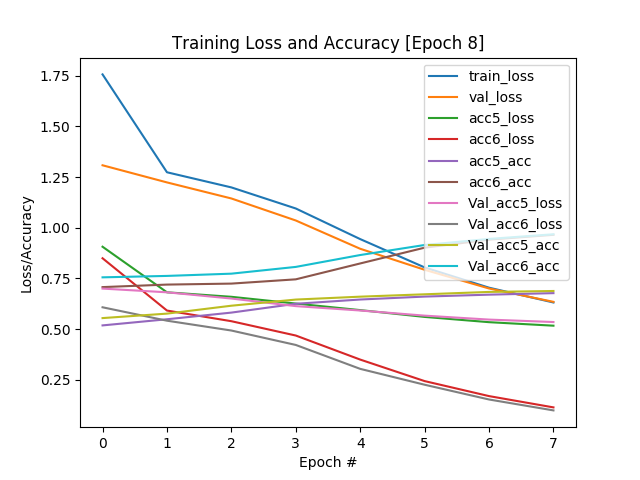 Training Loss and Accuracy [Epoch 8]
1.75
1.50
1.25
1.00
0.75
0.50
0.25
Loss/Accuracy
train_loss
val_loss
acc5_loss
acc6_loss
acc5_acc
acc6_acc
Val_acc5_loss
Val_acc6_loss
Val_acc5_acc
Val_acc6_acc
0 1 2 3 4 5 6 7
Epoch #